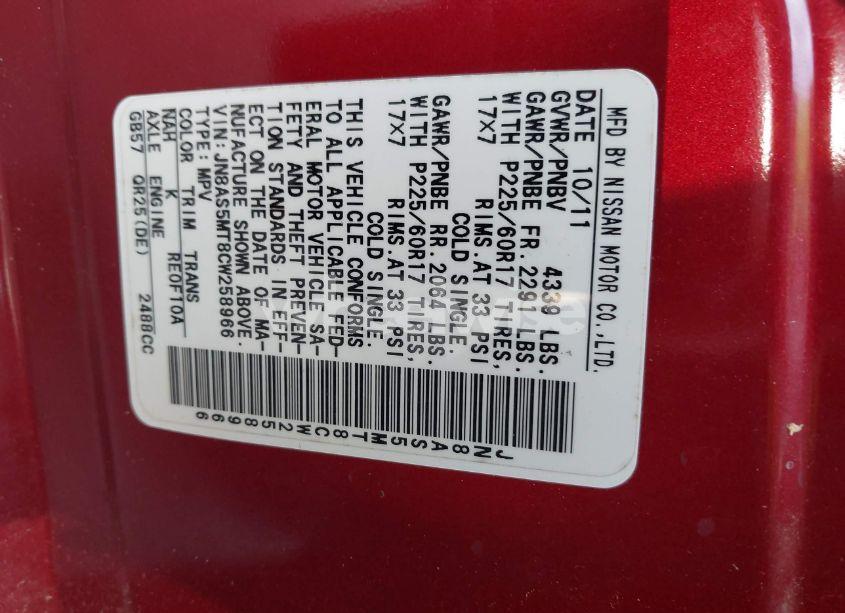 MFD BY NISSAN MOTOR CO.,LTD.
DATE 10/11
GVWR/PNBV 4339 LBS.
GAWR/PNBE FR.2291 LBS.
WITH P225/60R17 TIRES,
17X7 RIMS.AT 33 PSI
COLD SINGLE.
GAWR/PNBE RR.2064 LBS.
WITH P225/60R17 TIRES,
17X7 RIMS.AT 33 PSI
COLD SINGLE.
THIS VEHICLE CONFORMS
TO ALL APPLICABLE FED-
ERAL MOTOR VEHICLE SA-
FETY AND THEFT PREVEN-
TION STANDARDS IN EFF-
ECT ON THE DATE OF MA-
NUFACTURE SHOWN ABOVE.
VIN: JN8AS5MT8CW258966
TYPE: MPV
COLOR TRIM TRANS
NAH K RE0F10A
AXLE ENGINE
GB57 QR25(DE) 2488CC
JN8AS5MT8CW258966